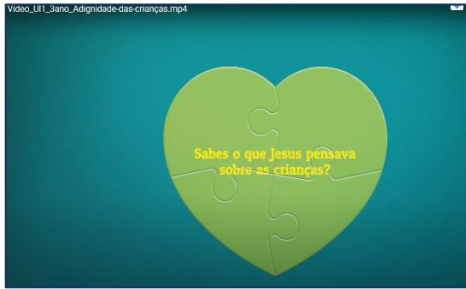 Video_UI1_3ano_Adignidade-das-crianças.mp4
Sabes o que Jesus pensava
sobre as crianças?